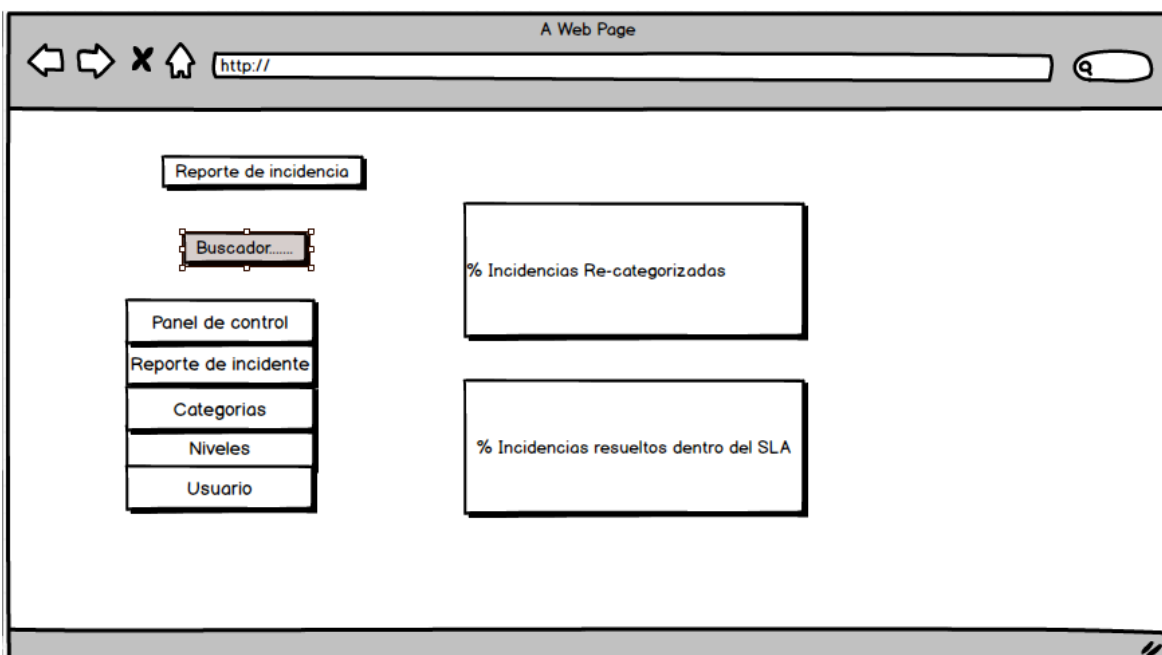 A Web Page
http://
Reporte de incidencia
Buscador.......
Panel de control
Reporte de incidente
Categorias
Niveles
Usuario
% Incidencias Re-categorizadas
% Incidencias resueltos dentro del SLA